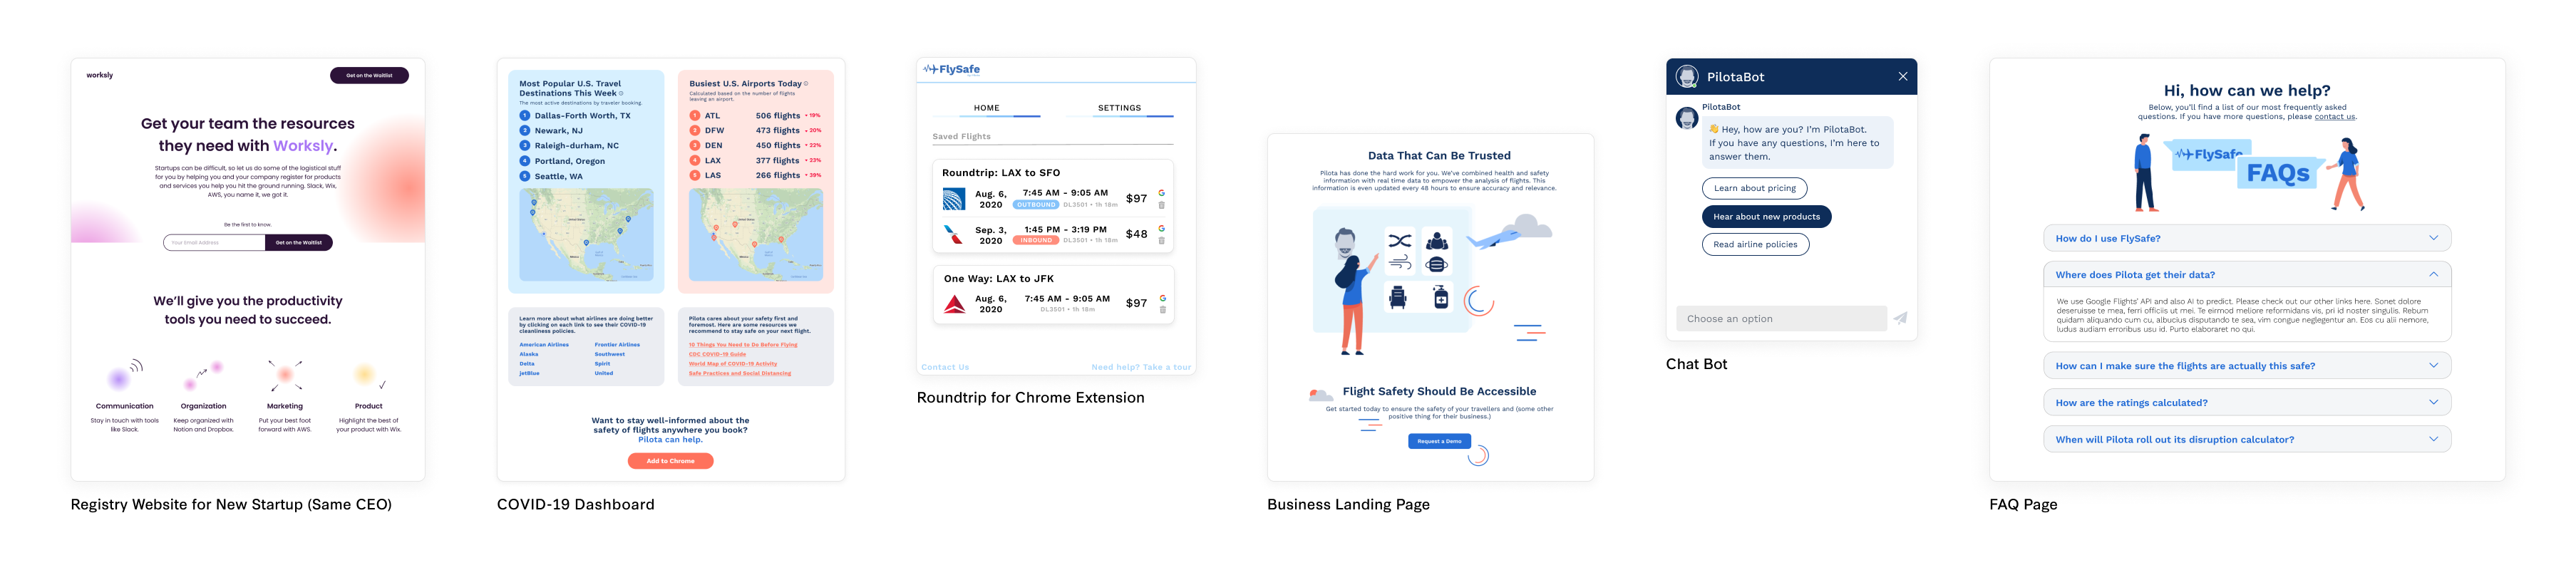 worksly
Get on the Waitlist
Get your team the resources
they need with Worksly.
Startups can be difficult, so let us do some of the logistical stuff
for you by helping you and your company register for products
and services you help you hit the ground running. Slack, Wix,
AWS, you name it, we got it.
Be the first to know.
Your Email Address
Get on the Waitlist
We'll give you the productivity
tools you need to succeed.
Communication
Stay in touch with tools
like Slack.
Organization
Keep organized with
Notion and Dropbox.
Marketing
Put your best foot
forward with AWS.
Product
Highlight the best of
your product with Wix.
Registry Website for New Startup (Same CEO)
Most Popular U.S. Travel
Destinations This Week
The most active destinations by traveler booking
1 Dallas-Forth Worth, TX
2 Newark, NJ
3 Raleigh-durham, NC
4 Portland, Oregon
5 Seattle, WA
Busiest U.S. Airports Today
Calculated based on the number of flights
leaving an airport.
1 ATL 506 flights 19%
2 DFW 473 flights 20%
3 DEN 450 flights 22%
4 LAX 377 flights 23%
5 LAS 266 flights 39%
Learn more about what airlines are doing better
by clicking on each link to see their COVID-19
cleanliness policies.
American Airlines Frontier Airlines
Alaska Southwest
Delta Spirit
jetBlue United
Pilota cares about your safety first and
foremost. Here are some resources we
recommend to stay safe on your next flight.
10 Things You Need to Do Before Flying
CDC COVID-19 Guide
World Map of COVID-19 Activity
Safe Practices and Social Distancing
Want to stay well-informed about the
safety of flights anywhere you book?
Pilota can help.
Add to Chrome
COVID-19 Dashboard
FlySafe
HOME SETTINGS
Saved Flights
Roundtrip: LAX to SFO
Aug. 6, 2020 7:45 AM - 9:05 AM $97
OUTBOUND DL3501 • 1h 18m
Sep. 3, 2020 1:45 PM - 3:19 PM $48
INBOUND DL3501 • 1h 18m
One Way: LAX to JFK
Aug. 6, 2020 7:45 AM - 9:05 AM $97
DL3501 • 1h 18m
Contact Us Need help? Take a tour
Roundtrip for Chrome Extension
Data That Can Be Trusted
Pilota has done the hard work for you. We've combined health and safety
information with real time data to empower the analysis of flights. This
information is even updated every 48 hours to ensure accuracy and relevance.
Flight Safety Should Be Accessible
Get started today to ensure the safety of your travellers and (some other
positive thing for their business.)
Request a Demo
Business Landing Page
PilotaBot
PilotaBot
👋 Hey, how are you? I'm PilotaBot.
If you have any questions, I'm here to
answer them.
Learn about pricing
Hear about new products
Read airline policies
Choose an option
Chat Bot
Hi, how can we help?
Below, you'll find a list of our most frequently asked
questions. If you have more questions, please contact us.
FlySafe
FAQs
How do I use FlySafe?
Where does Pilota get their data?
We use Google Flights' API and also AI to predict. Please check out our other links here. Sonet dolore
deseruisse te mea, ferri officiis ut mei. Te eirmod meliore reformidans vis, pri id noster singulis. Rebum
quidam aliquando cum cu, albucius disputando te sea, vim congue neglegentur an. Eos cu alii nemore,
ludus audiam erroribus usu id. Purto elaboraret no qui.
How can I make sure the flights are actually this safe?
How are the ratings calculated?
When will Pilota roll out its disruption calculator?
FAQ Page